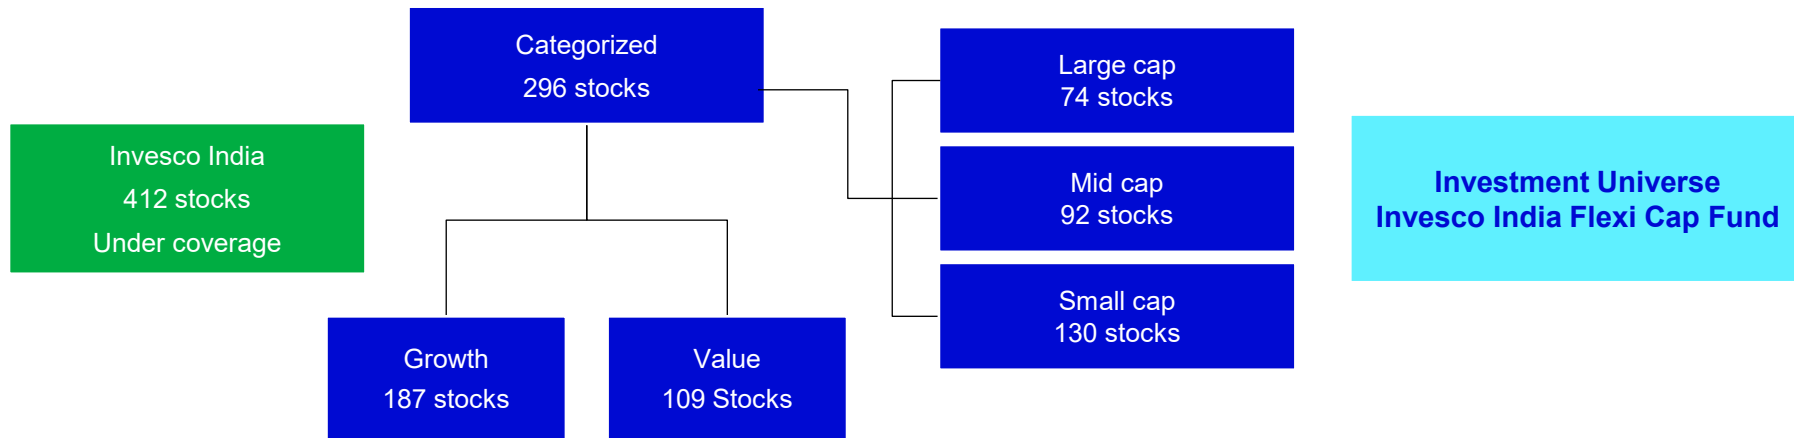 Invesco India
412 stocks
Under coverage
Categorized
296 stocks
Growth
187 stocks
Value
109 Stocks
Large cap
74 stocks
Mid cap
92 stocks
Small cap
130 stocks
Investment Universe
Invesco India Flexi Cap Fund